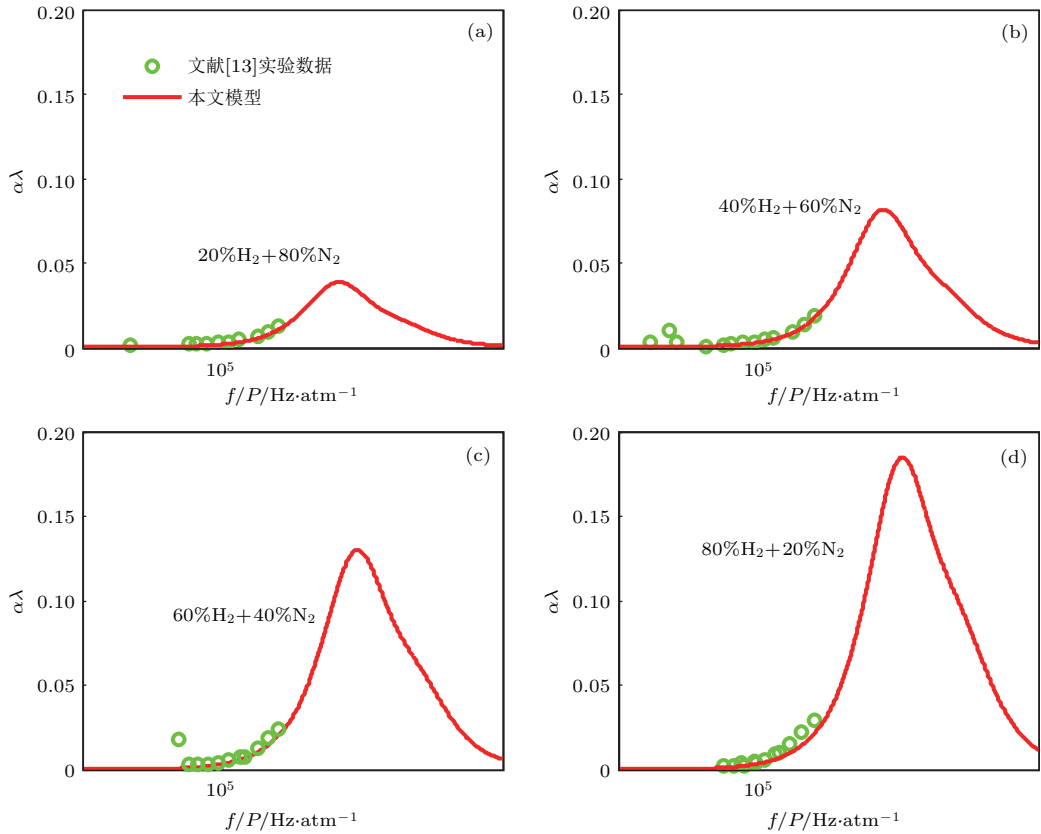 0.20
(a)
文献[13]实验数据
本文模型
0.15
αλ
0.10
20%H₂+80%N₂
0.05
0
10⁵
f/P/Hz·atm⁻¹
0.20
(b)
0.15
αλ
0.10
40%H₂+60%N₂
0.05
0
10⁵
f/P/Hz·atm⁻¹
0.20
(c)
0.15
αλ
0.10
60%H₂+40%N₂
0.05
0
10⁵
f/P/Hz·atm⁻¹
0.20
(d)
0.15
80%H₂+20%N₂
αλ
0.10
0.05
0
10⁵
f/P/Hz·atm⁻¹